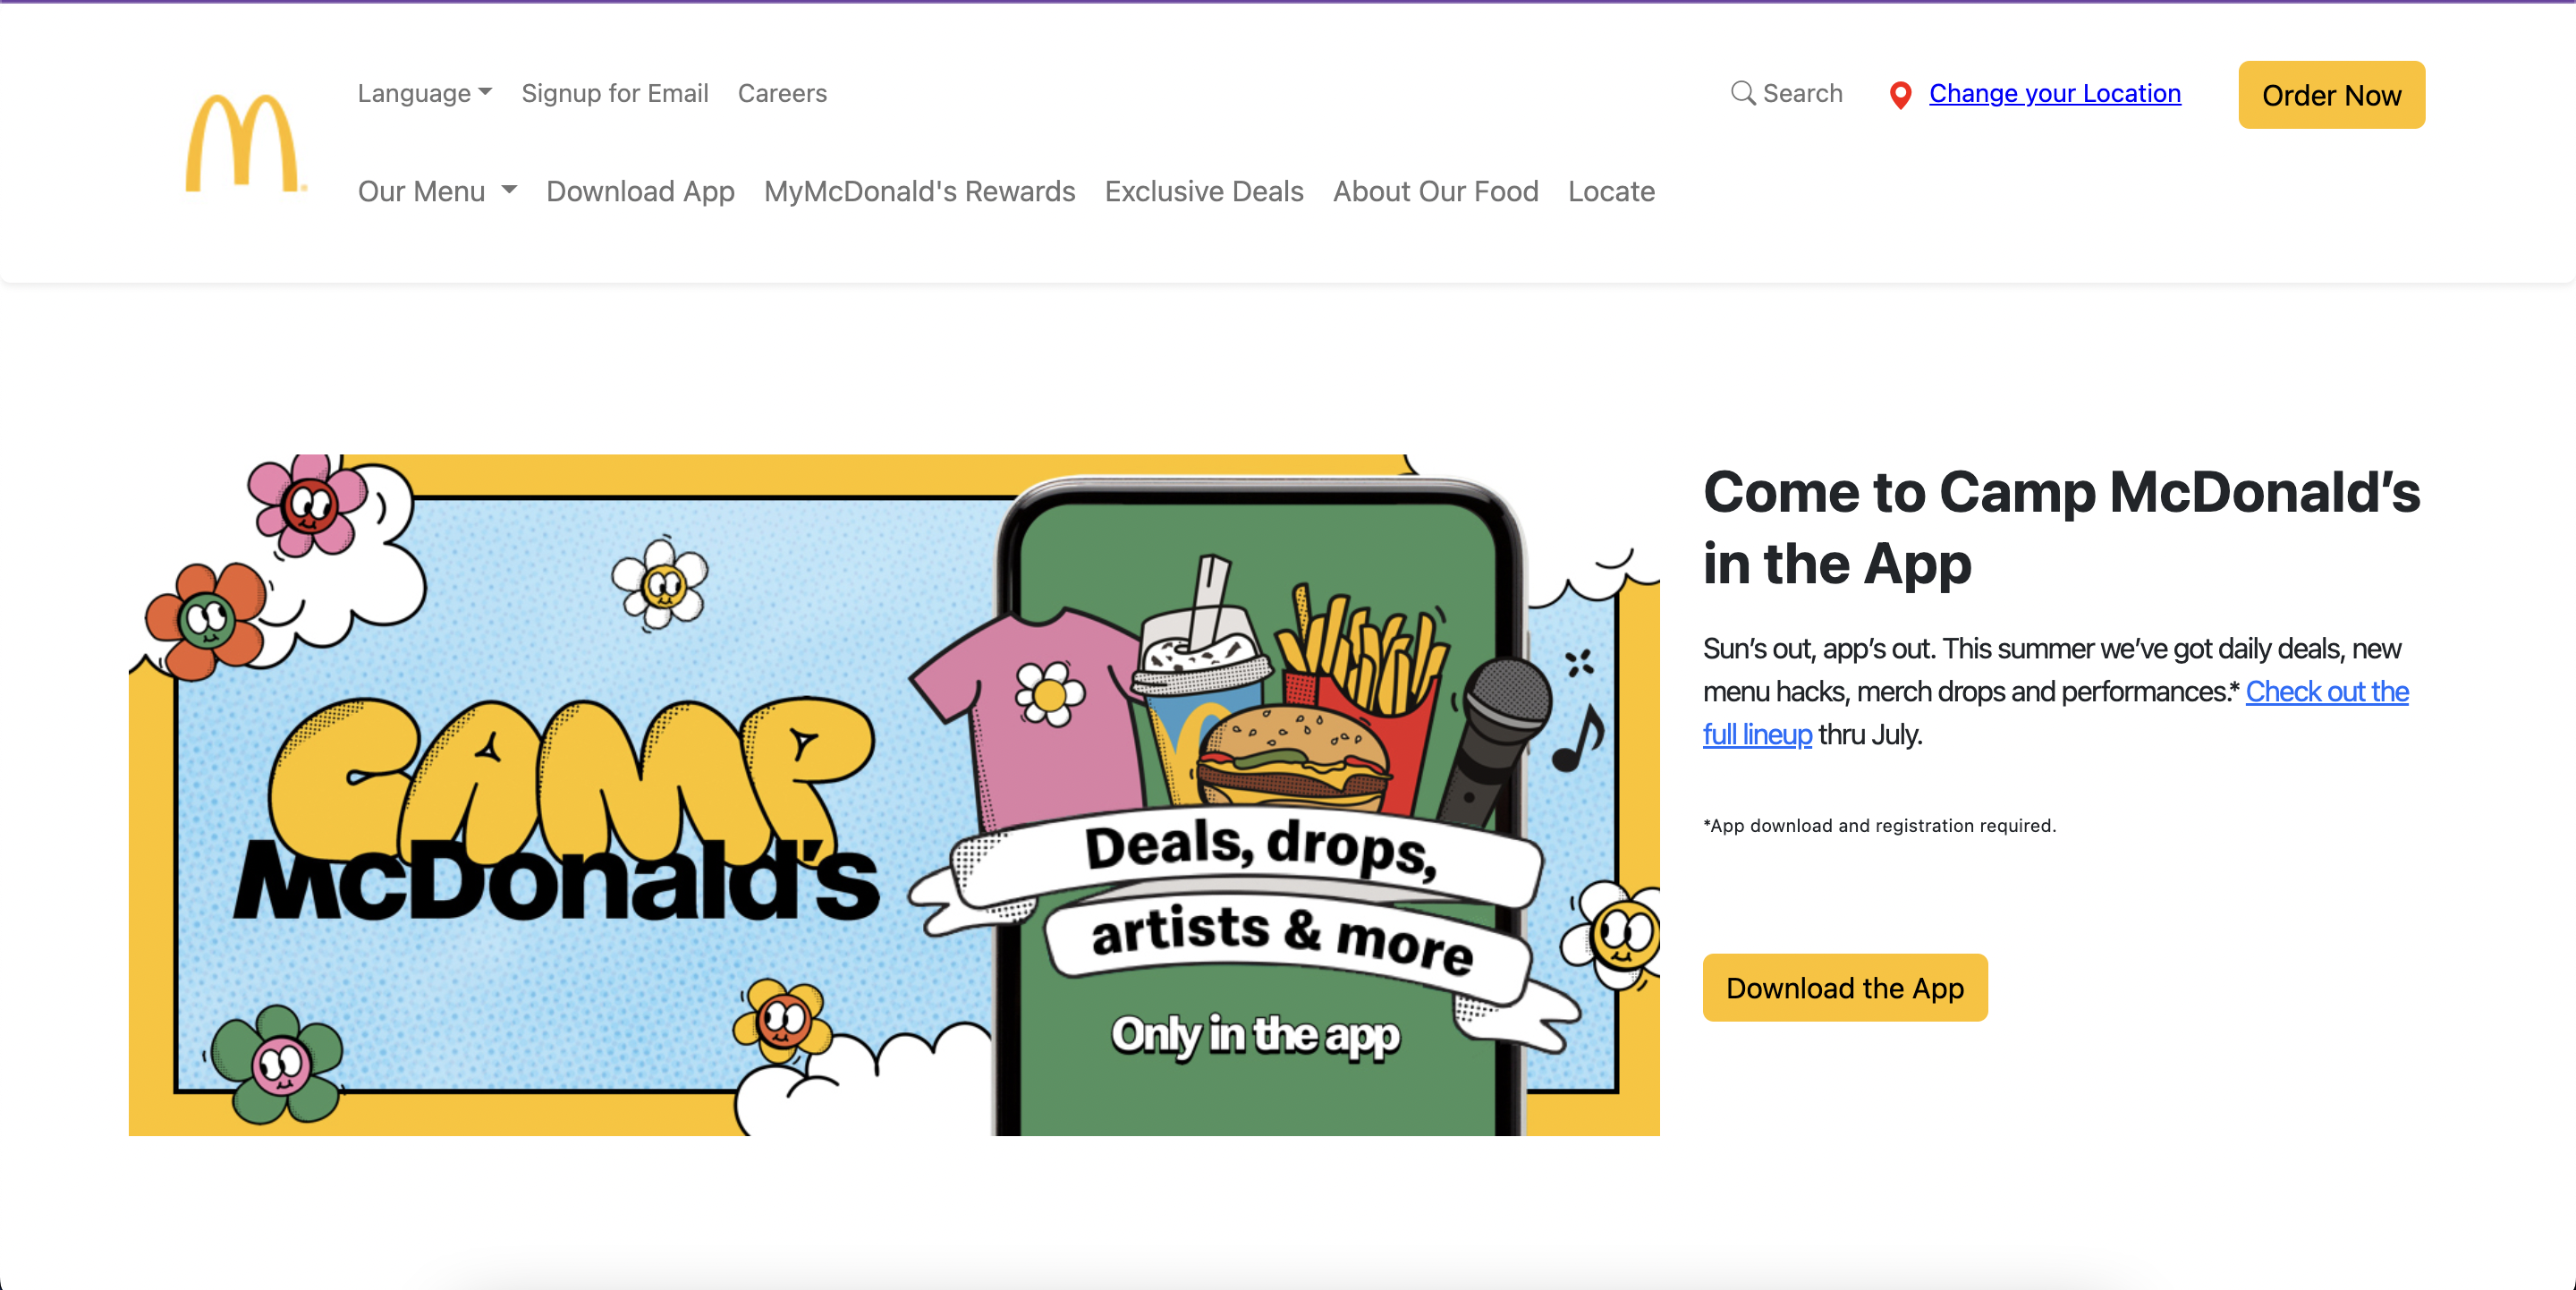 Language Signup for Email Careers
Search Change your Location Order Now
Our Menu Download App MyMcDonald's Rewards Exclusive Deals About Our Food Locate
CAMP
McDonald's
Deals, drops,
artists & more
Only in the app
Come to Camp McDonald’s
in the App
Sun’s out, app’s out. This summer we’ve got daily deals, new
menu hacks, merch drops and performances.* Check out the
full lineup thru July.
*App download and registration required.
Download the App